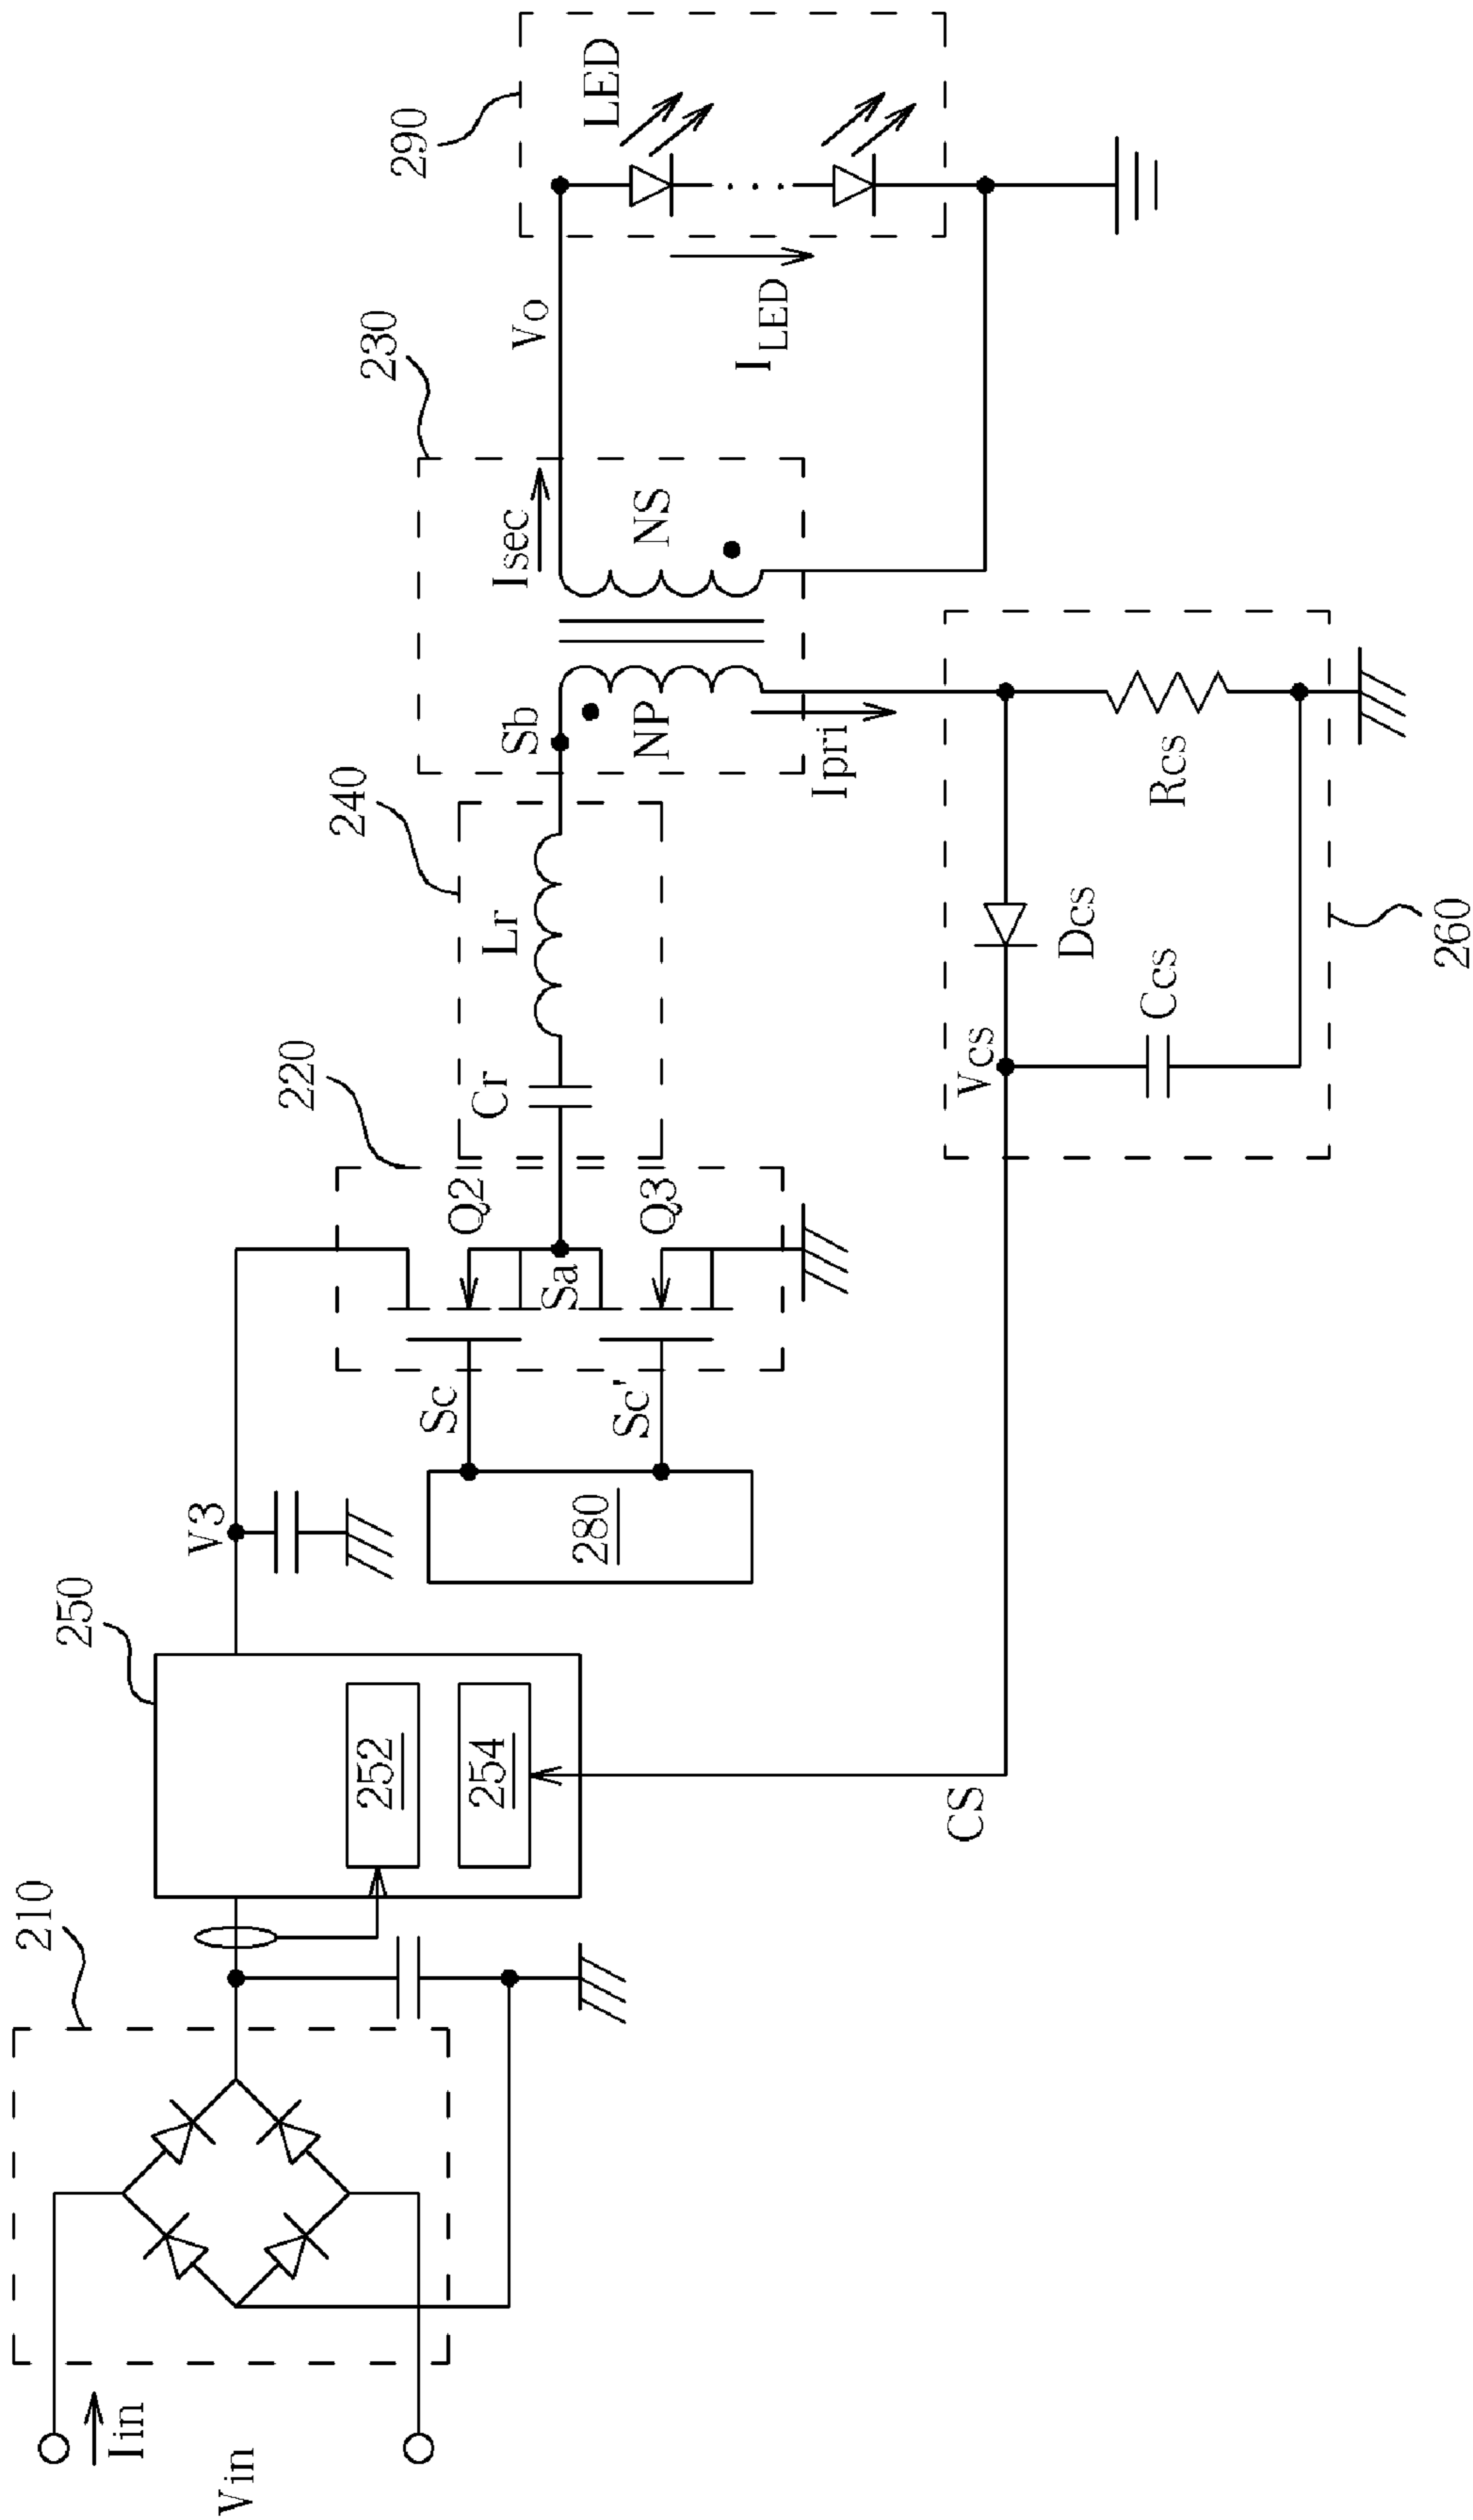 210
Iin
Vin
250
252
254
V3
280
Sc
Sc'
CS
220
Q2
Sa
Q3
240
Cr
Lr
230
Sb
NP
NS
Isec
Ipri
Vo
290
LED
I LED
Vcs
Dcs
Ccs
Rcs
260